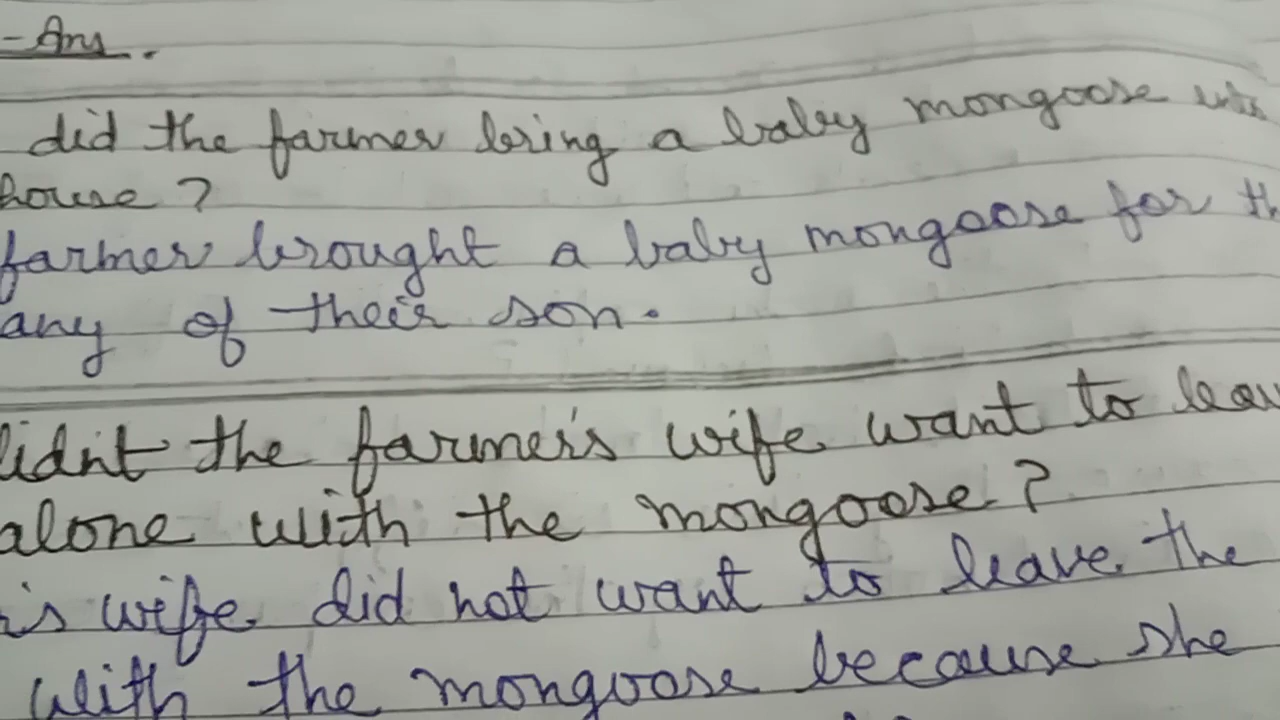 - Ans.
did the farmer bring a baby mongoose
house ?
farmer brought a baby mongoose for
any of their son.
didn't the farmer's wife want to
alone with the mongoose ?
's wife did not want to leave the
with the mongoose because she